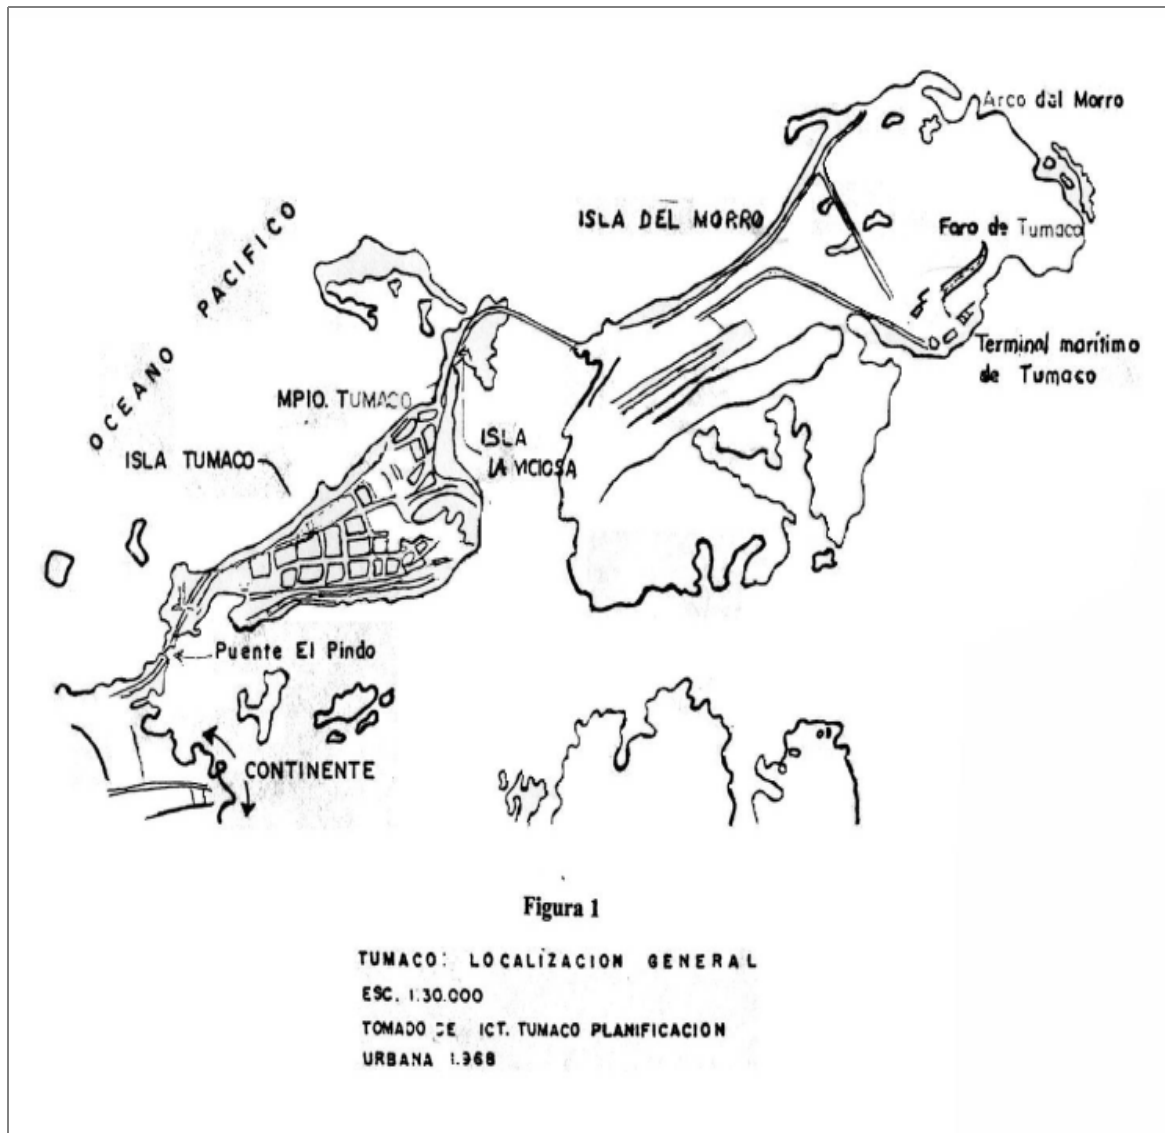 Arco del Morro
ISLA DEL MORRO
Faro de Tumaco
OCEANO PACIFICO
Terminal marítimo
de Tumaco
MPIO. TUMACO
ISLA
LA VICIOSA
ISLA TUMACO
Puente El Pindo
CONTINENTE
Figura 1
TUMACO: LOCALIZACION GENERAL
ESC. 1:30.000
TOMADO DE ICT. TUMACO PLANIFICACION
URBANA 1.968